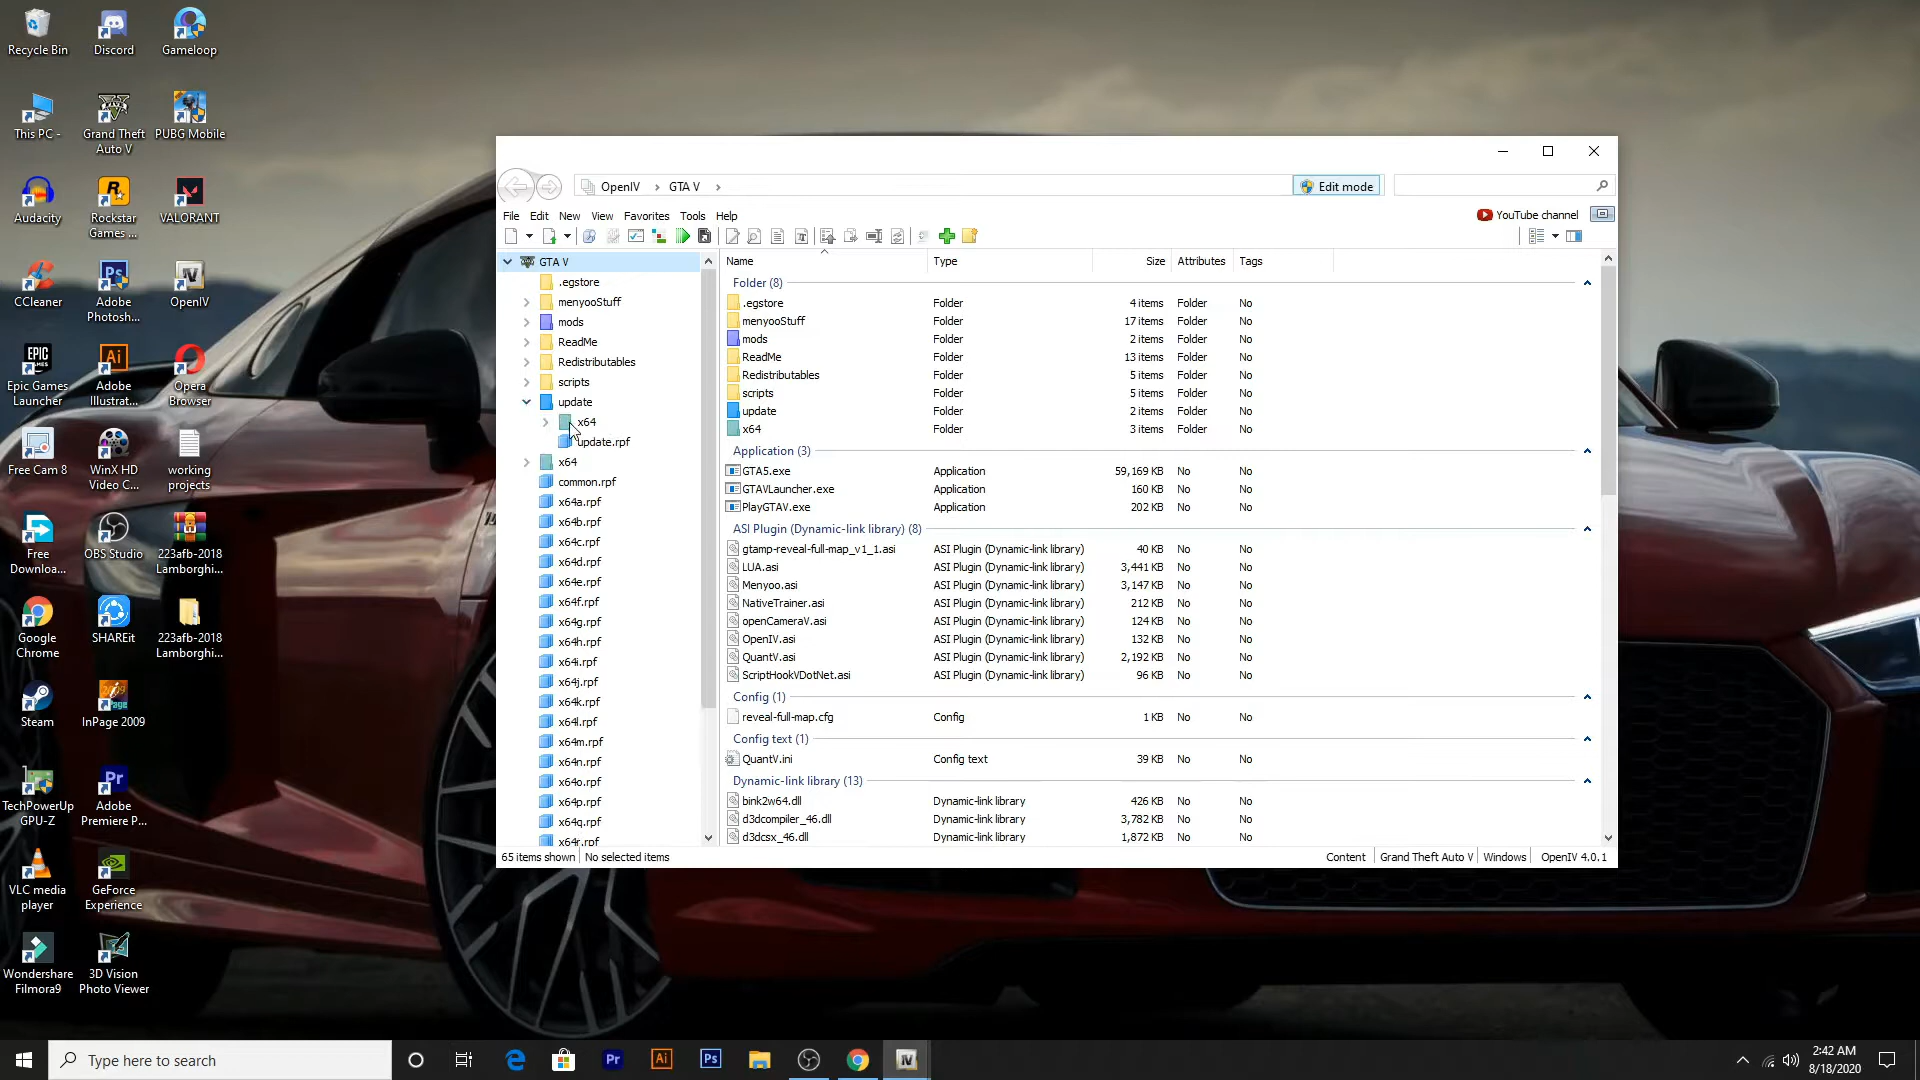 Recycle Bin
Discord
Gameloop
This PC -
Grand Theft
Auto V
PUBG Mobile
Audacity
Rockstar
Games ...
VALORANT
CCleaner
Adobe
Photosh...
OpenIV
EPIC
GAMES
Epic Games
Launcher
Adobe
Illustrat...
Opera
Browser
Free Cam 8
WinX HD
Video C...
working
projects
Free
Downloa...
OBS Studio
223afb-2018
Lamborghi...
Google
Chrome
SHAREit
223afb-2018
Lamborghi...
Steam
InPage 2009
TechPowerUp
GPU-Z
Adobe
Premiere P...
VLC media
player
GeForce
Experience
Wondershare
Filmora9
3D Vision
Photo Viewer
OpenIV › GTA V ›
Edit mode
File Edit New View Favorites Tools Help
YouTube channel
GTA V
.egstore
menyooStuff
mods
ReadMe
Redistributables
scripts
update
x64
update.rpf
x64
common.rpf
x64a.rpf
x64b.rpf
x64c.rpf
x64d.rpf
x64e.rpf
x64f.rpf
x64g.rpf
x64h.rpf
x64i.rpf
x64j.rpf
x64k.rpf
x64l.rpf
x64m.rpf
x64n.rpf
x64o.rpf
x64p.rpf
x64q.rpf
x64r.rpf
Name Type Size Attributes Tags
Folder (8)
.egstore Folder 4 items Folder No
menyooStuff Folder 17 items Folder No
mods Folder 2 items Folder No
ReadMe Folder 13 items Folder No
Redistributables Folder 5 items Folder No
scripts Folder 5 items Folder No
update Folder 2 items Folder No
x64 Folder 3 items Folder No
Application (3)
GTA5.exe Application 59,169 KB No No
GTAVLauncher.exe Application 160 KB No No
PlayGTAV.exe Application 202 KB No No
ASI Plugin (Dynamic-link library) (8)
gtamp-reveal-full-map_v1_1.asi ASI Plugin (Dynamic-link library) 40 KB No No
LUA.asi ASI Plugin (Dynamic-link library) 3,441 KB No No
Menyoo.asi ASI Plugin (Dynamic-link library) 3,147 KB No No
NativeTrainer.asi ASI Plugin (Dynamic-link library) 212 KB No No
openCameraV.asi ASI Plugin (Dynamic-link library) 124 KB No No
OpenIV.asi ASI Plugin (Dynamic-link library) 132 KB No No
QuantV.asi ASI Plugin (Dynamic-link library) 2,192 KB No No
ScriptHookVDotNet.asi ASI Plugin (Dynamic-link library) 96 KB No No
Config (1)
reveal-full-map.cfg Config 1 KB No No
Config text (1)
QuantV.ini Config text 39 KB No No
Dynamic-link library (13)
bink2w64.dll Dynamic-link library 426 KB No No
d3dcompiler_46.dll Dynamic-link library 3,782 KB No No
d3dcsx_46.dll Dynamic-link library 1,872 KB No No
65 items shown No selected items
Content Grand Theft Auto V Windows OpenIV 4.0.1
Type here to search
2:42 AM
8/18/2020